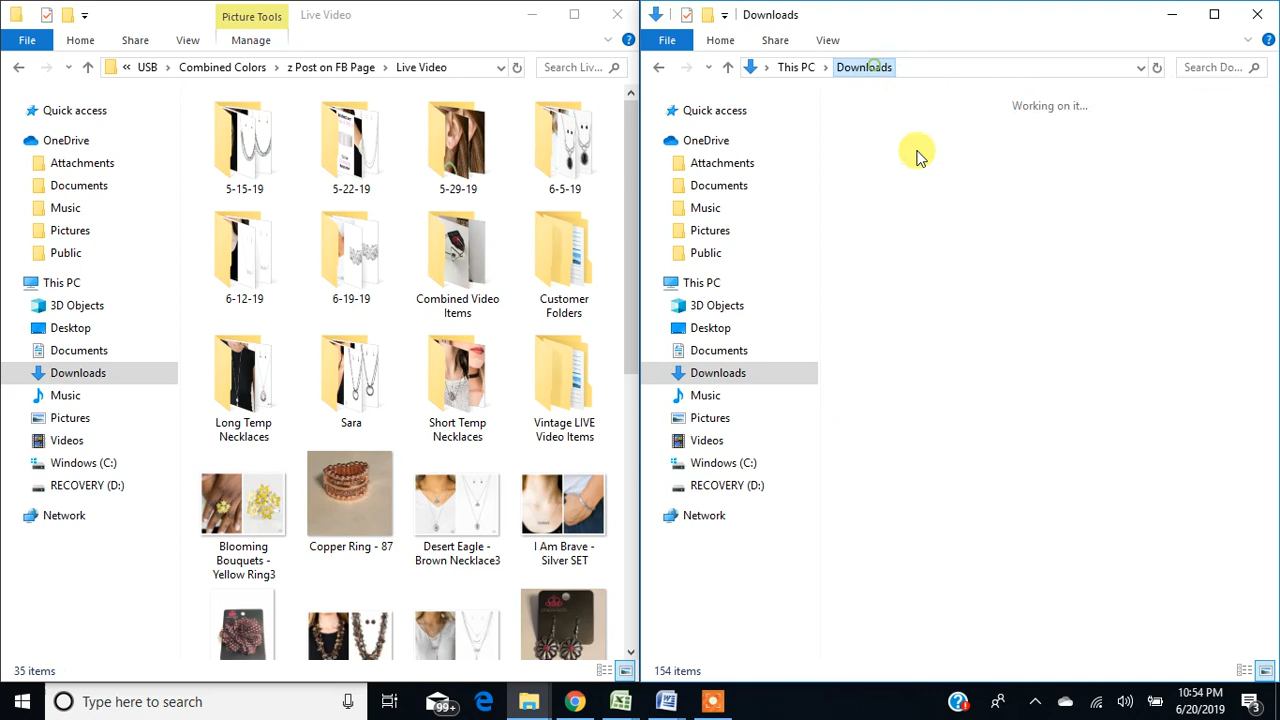 Picture Tools
Live Video
File
Home
Share
View
Manage
USB
Combined Colors
z Post on FB Page
Live Video
Search Liv...
Quick access
OneDrive
Attachments
Documents
Music
Pictures
Public
This PC
3D Objects
Desktop
Documents
Downloads
Music
Pictures
Videos
Windows (C:)
RECOVERY (D:)
Network
5-15-19
5-22-19
5-29-19
6-5-19
6-12-19
6-19-19
Combined Video
Items
Customer
Folders
Long Temp
Necklaces
Sara
Short Temp
Necklaces
Vintage LIVE
Video Items
Blooming
Bouquets -
Yellow Ring3
Copper Ring - 87
Desert Eagle -
Brown Necklace3
I Am Brave -
Silver SET
35 items
Downloads
File
Home
Share
View
This PC
Downloads
Search Do...
Quick access
OneDrive
Attachments
Documents
Music
Pictures
Public
This PC
3D Objects
Desktop
Documents
Downloads
Music
Pictures
Videos
Windows (C:)
RECOVERY (D:)
Network
Working on it...
154 items
Type here to search
99+
10:54 PM
6/20/2019
3